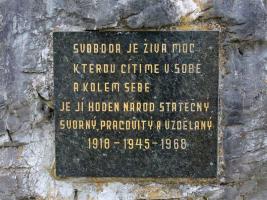 SVOBODA JE ŽIVÁ MOC
KTEROU CÍTÍME V SOBĚ
A KOLEM SEBE
JE JÍ HODEN NÁROD STATEČNÝ
SVORNÝ, PRACOVITÝ A VZDĚLANÝ
1918 - 1945 - 1968